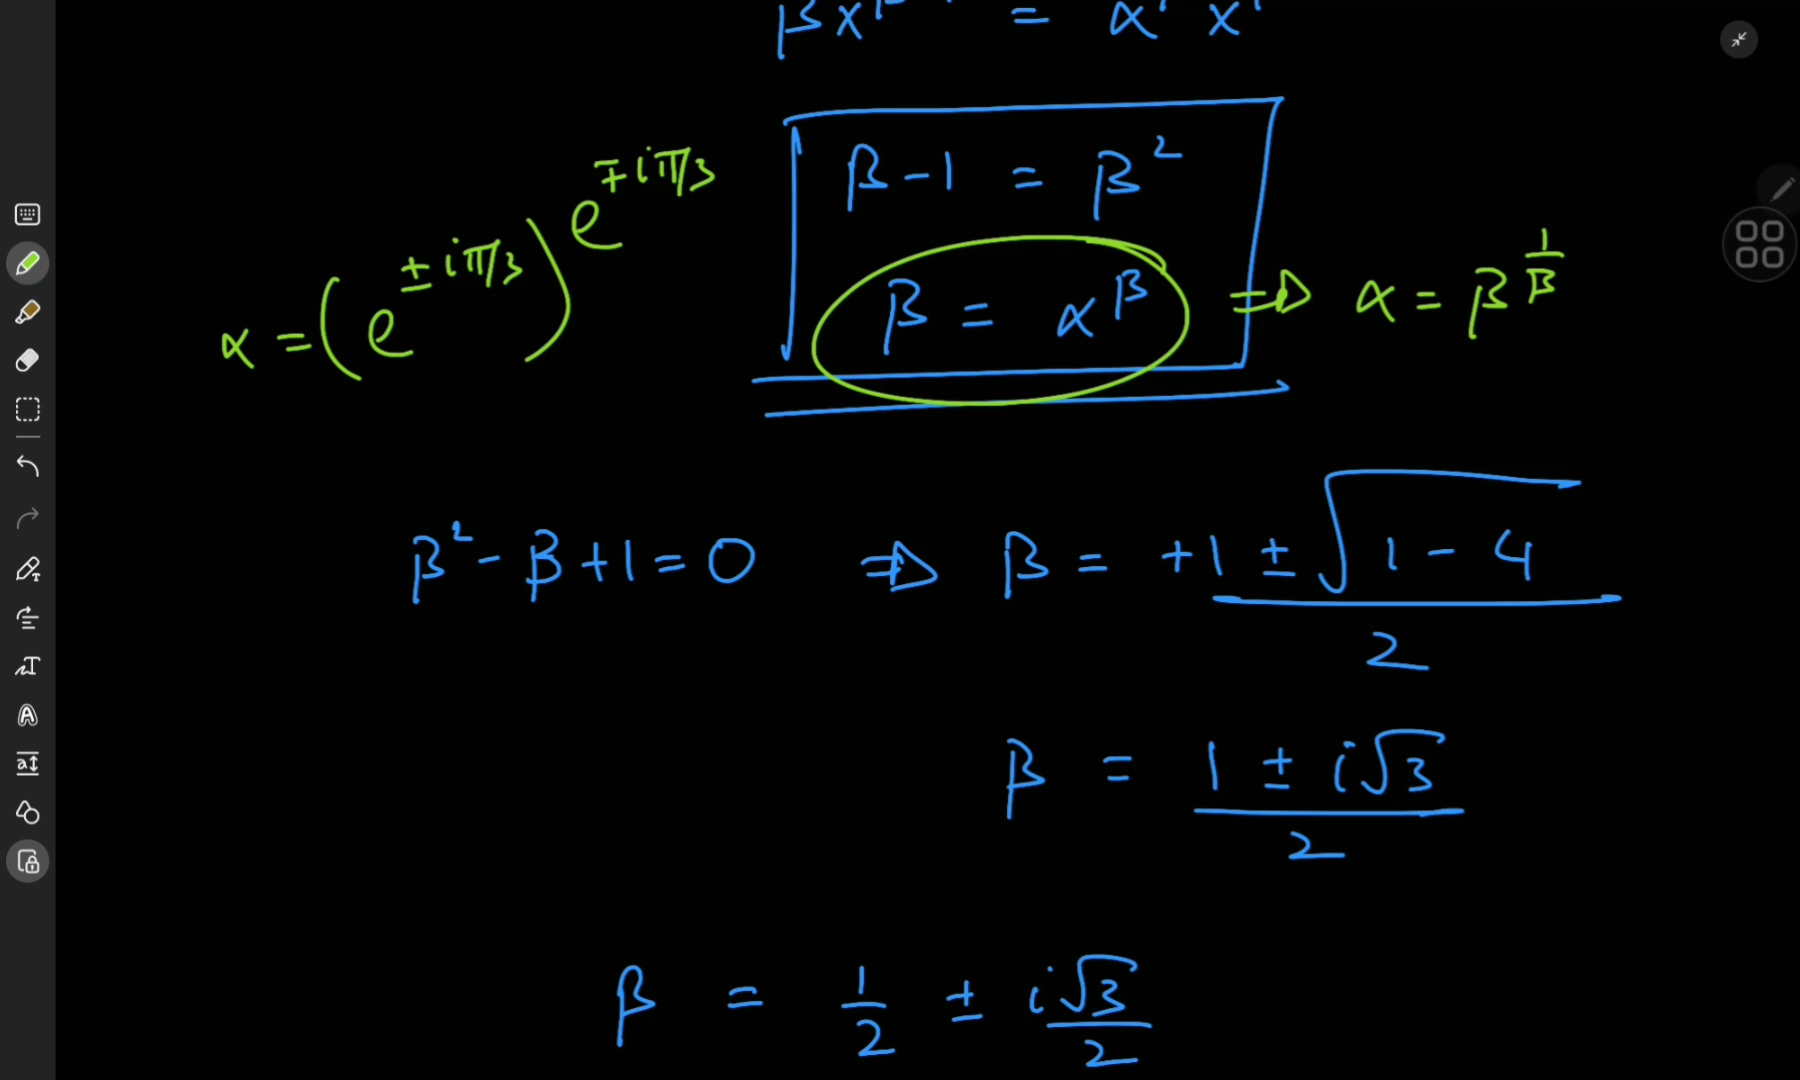 βx = α x
β - 1 = β²
α = (e^{±iπ/3})^{e^{∓iπ/3}}
β = α^β ⇒ α = β^{1/β}
β² - β + 1 = 0 ⇒ β = +1 ± √(1 - 4) / 2
β = (1 ± i√3) / 2
β = 1/2 ± i√3/2